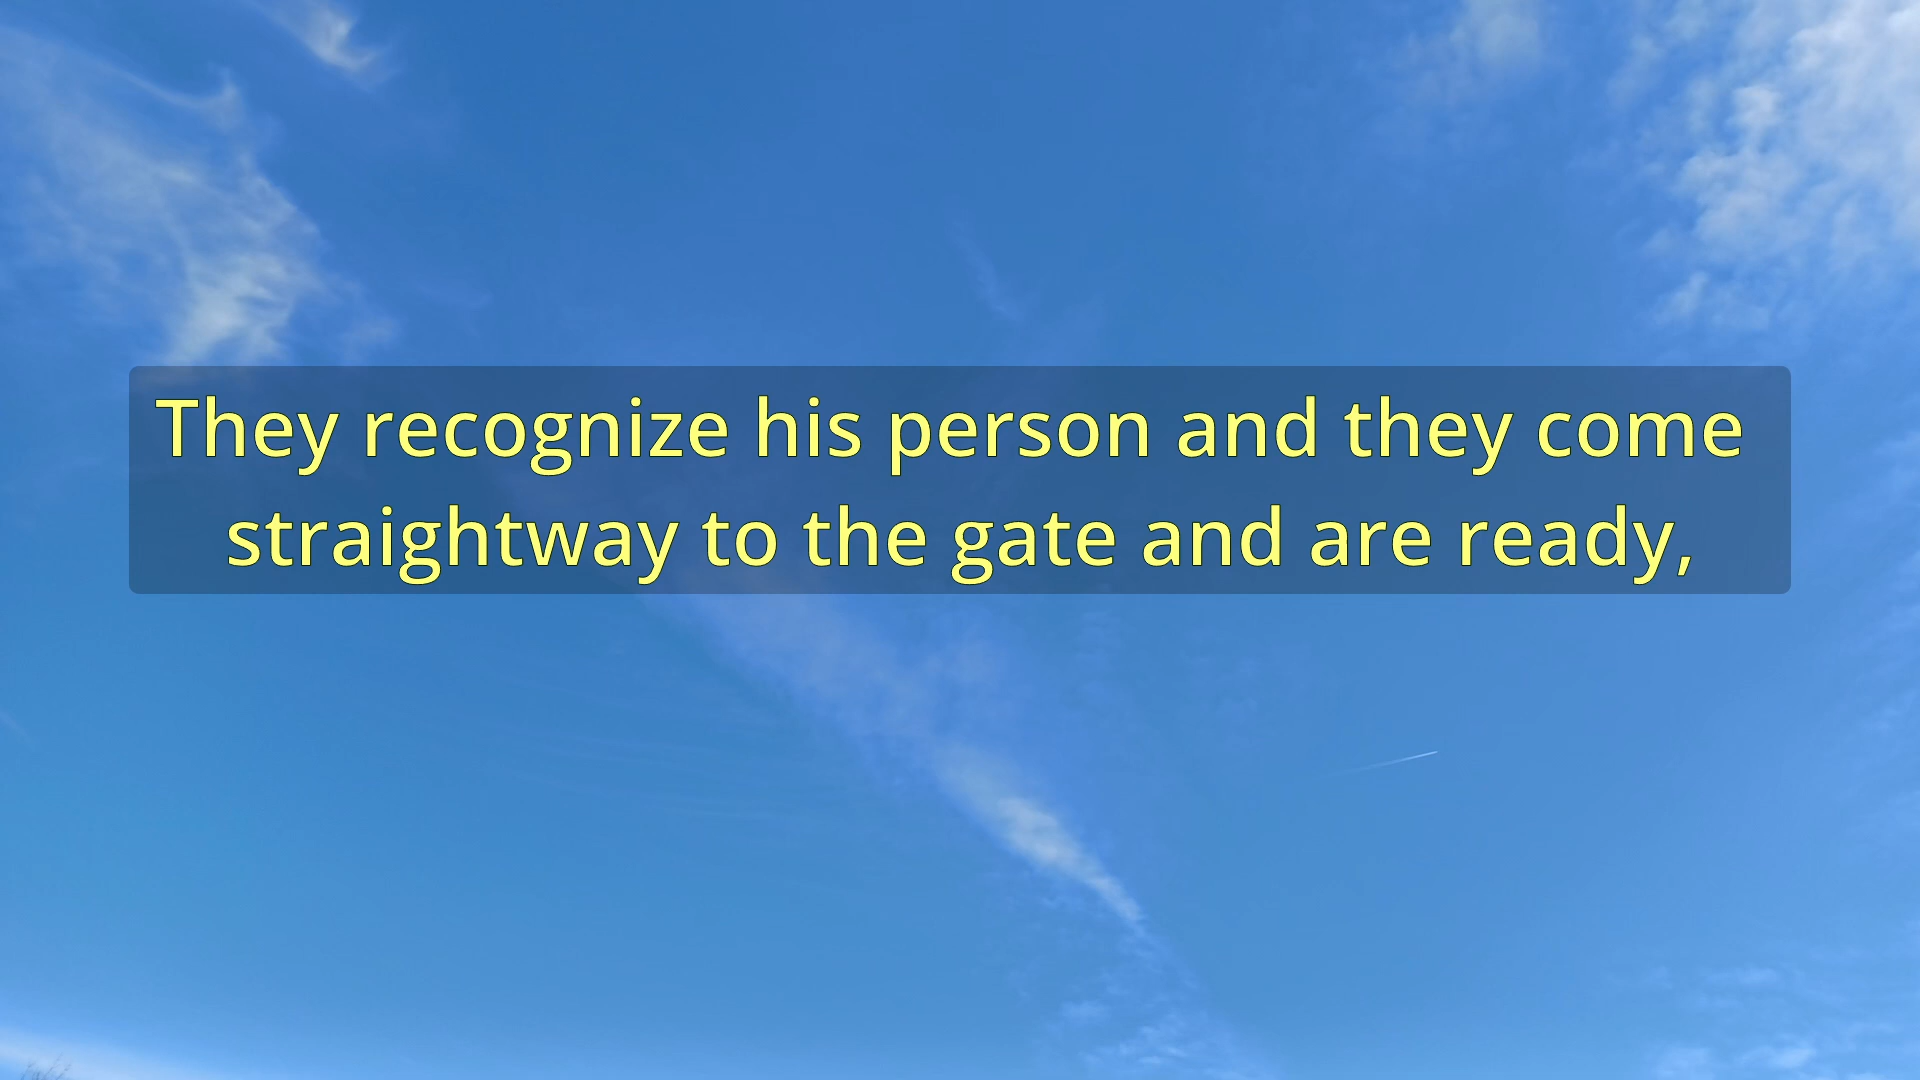 They recognize his person and they come
straightway to the gate and are ready,